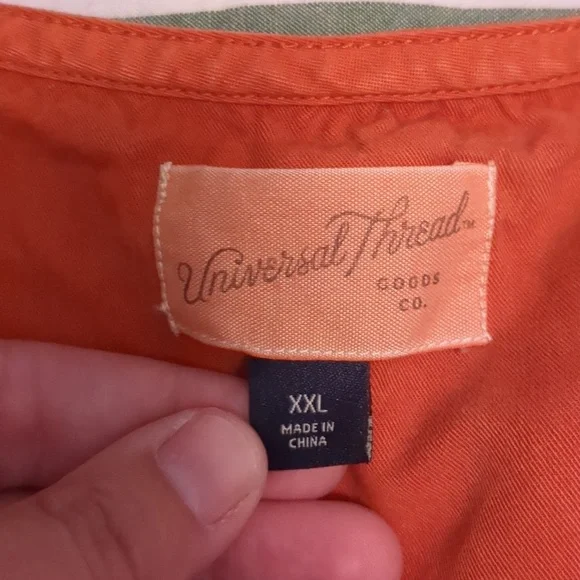 Universal Thread™
GOODS
CO.
XXL
MADE IN
CHINA